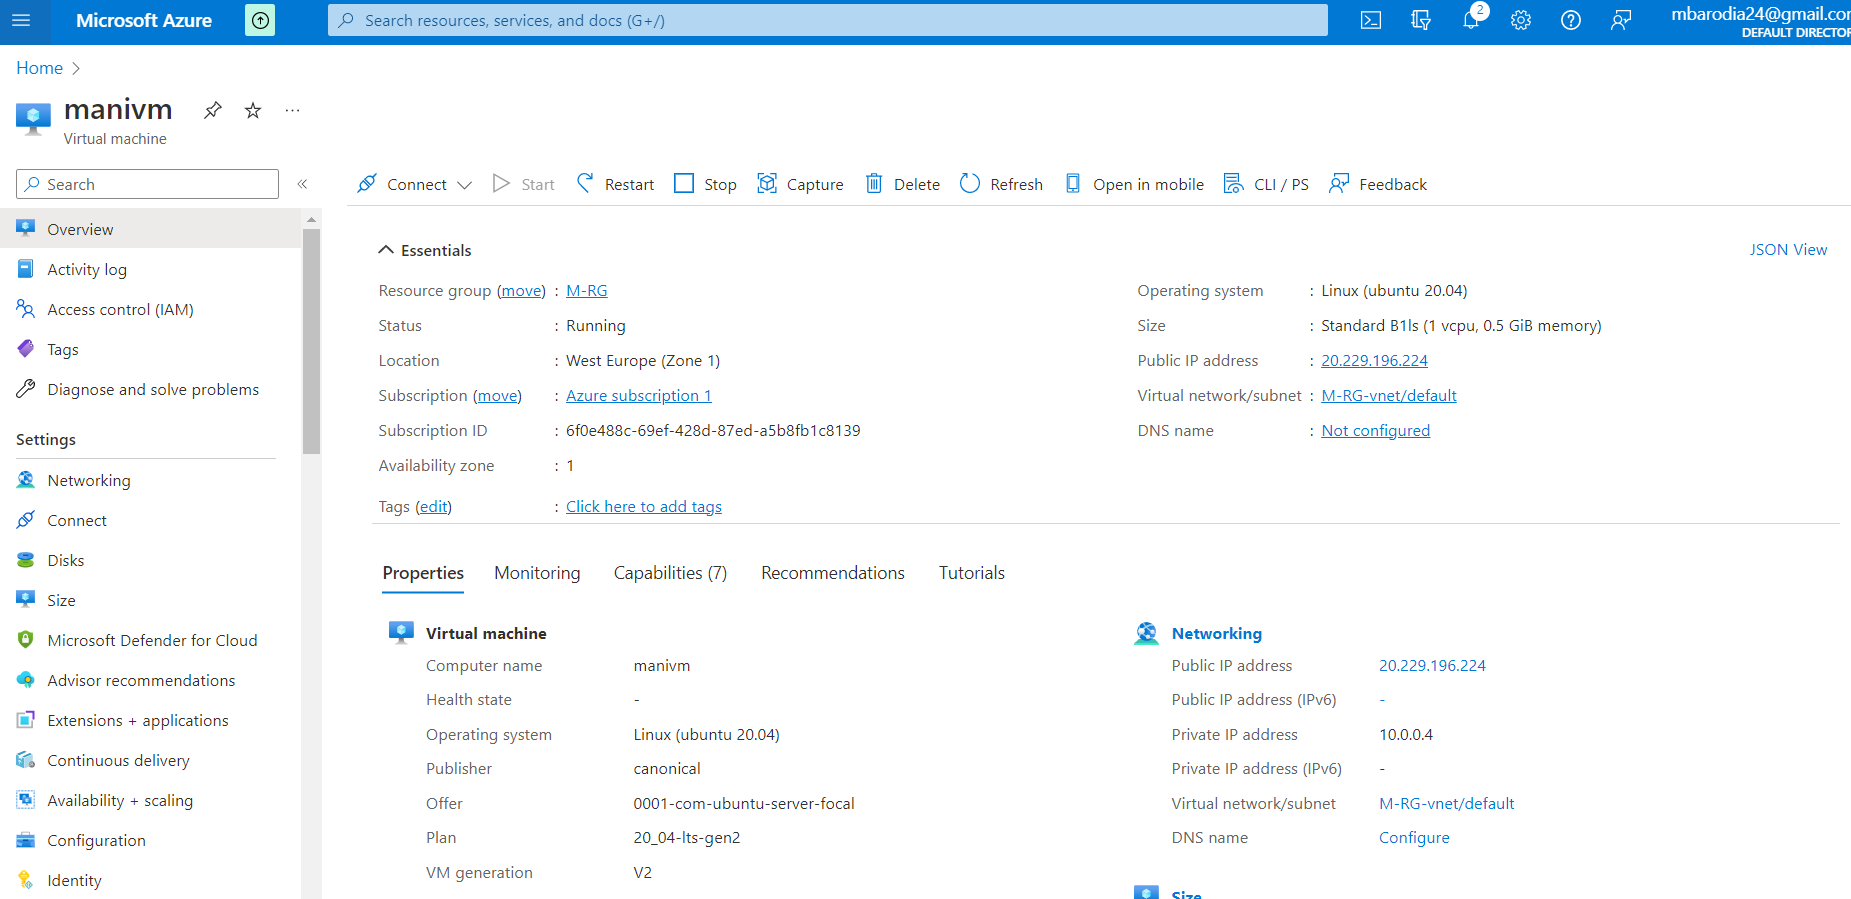 Microsoft Azure
Search resources, services, and docs (G+/)
2
mbarodia24@gmail.com
DEFAULT DIRECTOR
Home
manivm
Virtual machine
Search
Connect Start Restart Stop Capture Delete Refresh Open in mobile CLI / PS Feedback
Overview
Activity log
Access control (IAM)
Tags
Diagnose and solve problems
Settings
Networking
Connect
Disks
Size
Microsoft Defender for Cloud
Advisor recommendations
Extensions + applications
Continuous delivery
Availability + scaling
Configuration
Identity
Essentials
JSON View
Resource group (move) : M-RG
Status : Running
Location : West Europe (Zone 1)
Subscription (move) : Azure subscription 1
Subscription ID : 6f0e488c-69ef-428d-87ed-a5b8fb1c8139
Availability zone : 1
Operating system : Linux (ubuntu 20.04)
Size : Standard B1ls (1 vcpu, 0.5 GiB memory)
Public IP address : 20.229.196.224
Virtual network/subnet : M-RG-vnet/default
DNS name : Not configured
Tags (edit) : Click here to add tags
Properties Monitoring Capabilities (7) Recommendations Tutorials
Virtual machine
Computer name manivm
Health state -
Operating system Linux (ubuntu 20.04)
Publisher canonical
Offer 0001-com-ubuntu-server-focal
Plan 20_04-lts-gen2
VM generation V2
Networking
Public IP address 20.229.196.224
Public IP address (IPv6) -
Private IP address 10.0.0.4
Private IP address (IPv6) -
Virtual network/subnet M-RG-vnet/default
DNS name Configure
Size